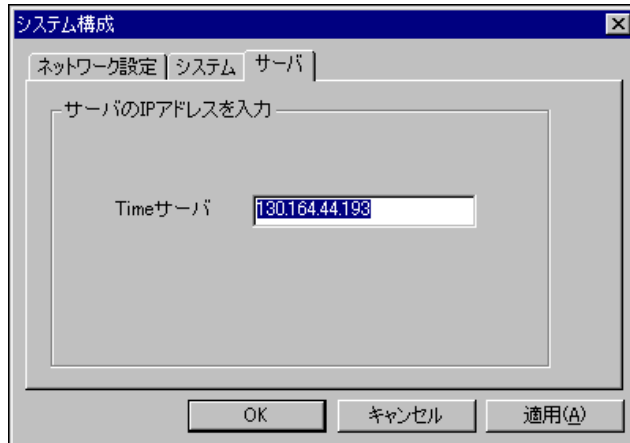 システム構成
ネットワーク設定 システム サーバ
サーバのIPアドレスを入力
Timeサーバ 130.164.44.193
OK キャンセル 適用(A)